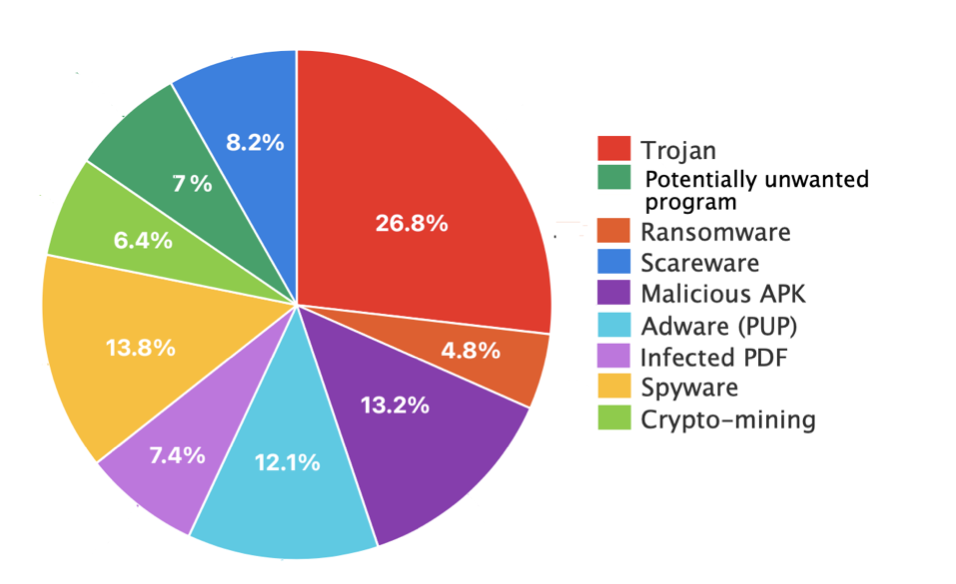 8.2%
7 %
26.8%
6.4%
13.8%
4.8%
13.2%
7.4%
12.1%
Trojan
Potentially unwanted
program
Ransomware
Scareware
Malicious APK
Adware (PUP)
Infected PDF
Spyware
Crypto-mining